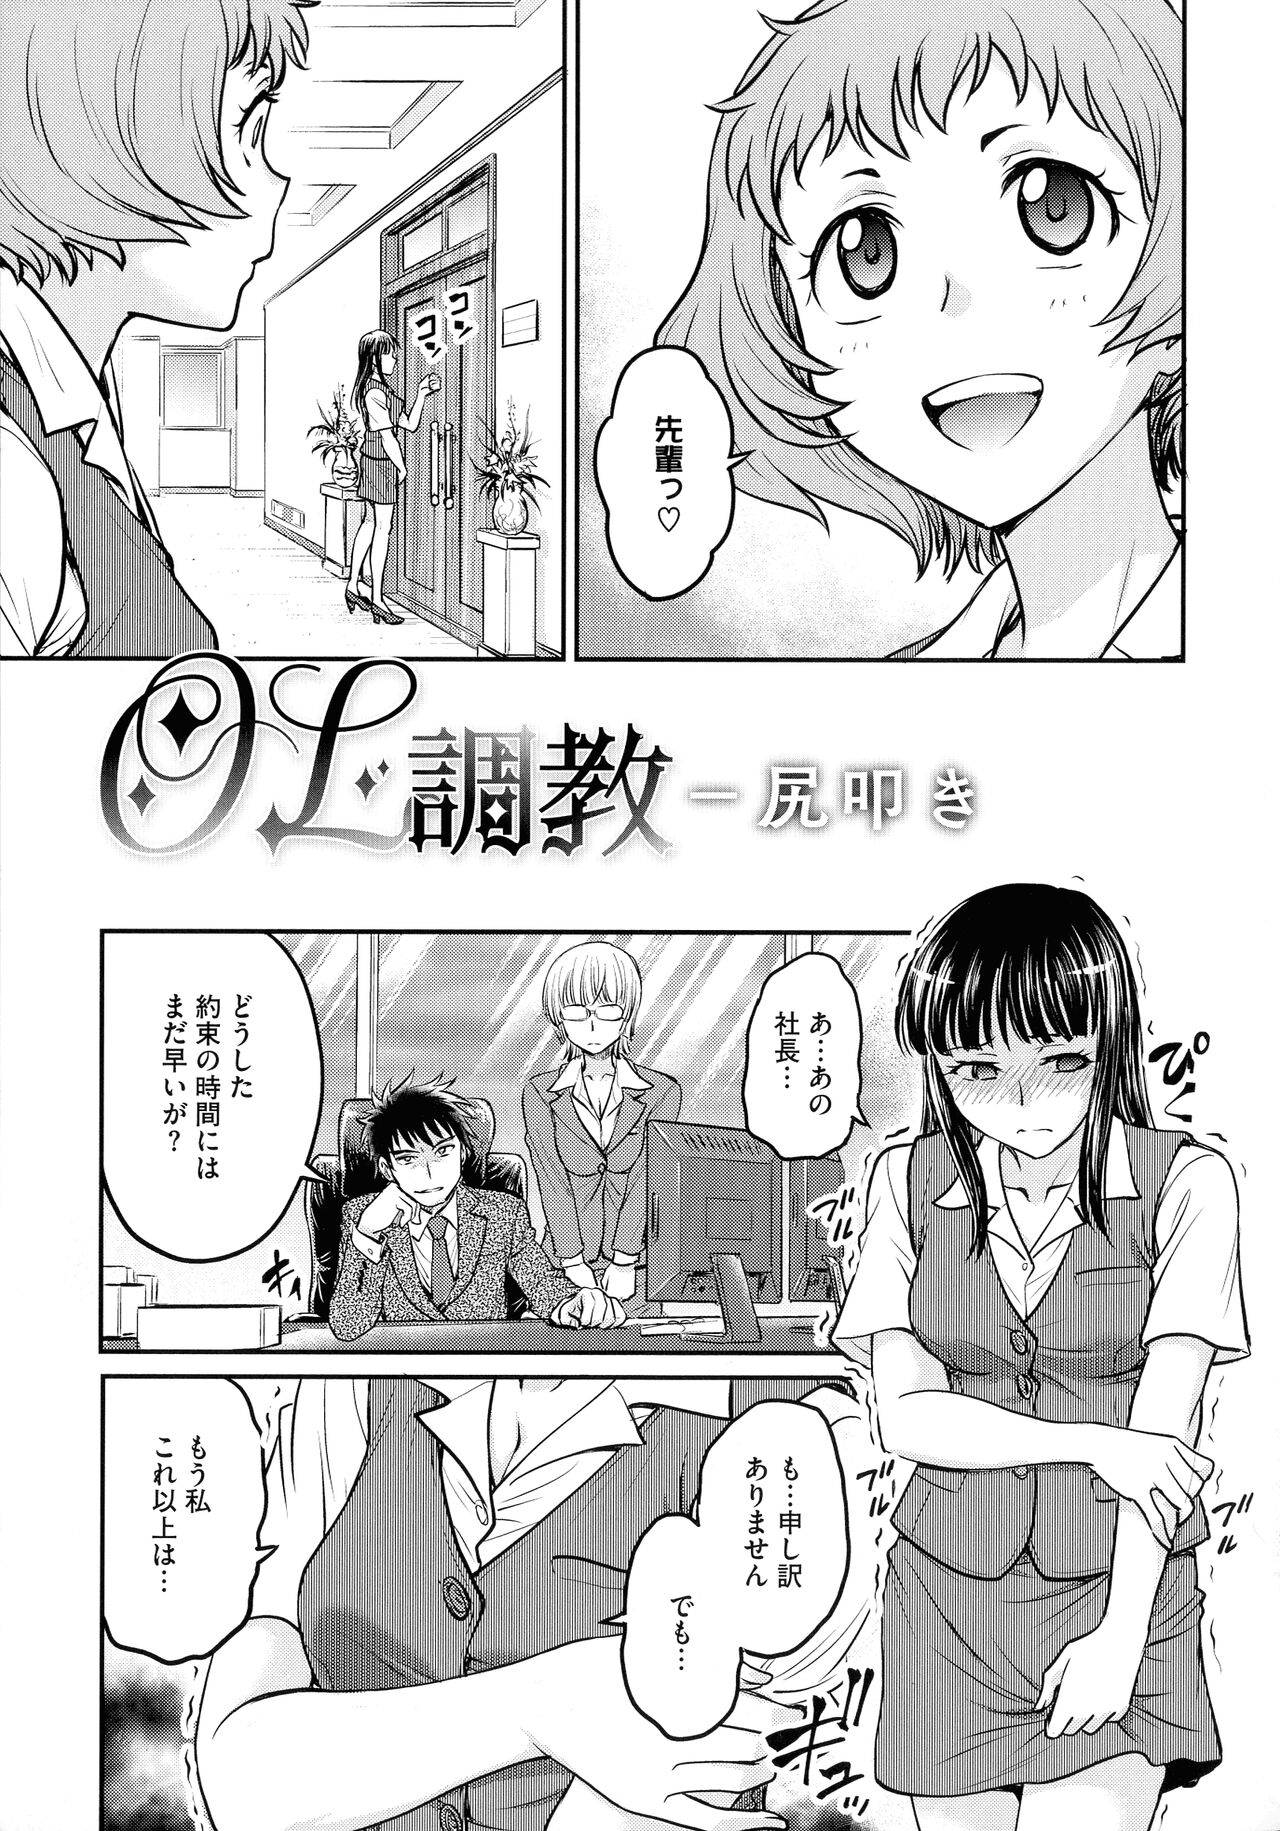 先輩っ♡
コン
コン
OL調教 ー尻叩き
あ…あの
社長…
どうした
約束の時間には
まだ早いが?
キィ
ぴく
ブル
ブル
ブル
ブル
も…申し訳
ありません
でも…
ギュッ
もう私
これ以上は…